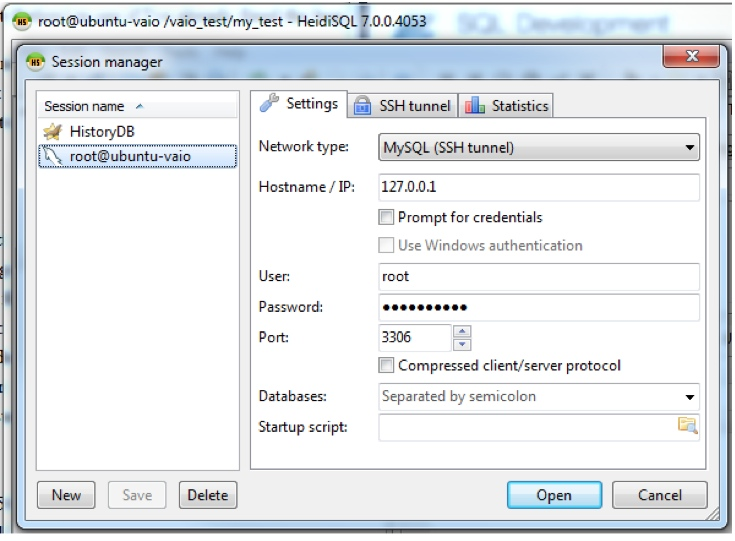 root@ubuntu-vaio /vaio_test/my_test - HeidiSQL 7.0.0.4053
SQL Development
Session manager
Session name
HistoryDB
root@ubuntu-vaio
Settings
SSH tunnel
Statistics
Network type:
MySQL (SSH tunnel)
Hostname / IP:
127.0.0.1
Prompt for credentials
Use Windows authentication
User:
root
Password:
••••••••••
Port:
3306
Compressed client/server protocol
Databases:
Separated by semicolon
Startup script:
New
Save
Delete
Open
Cancel